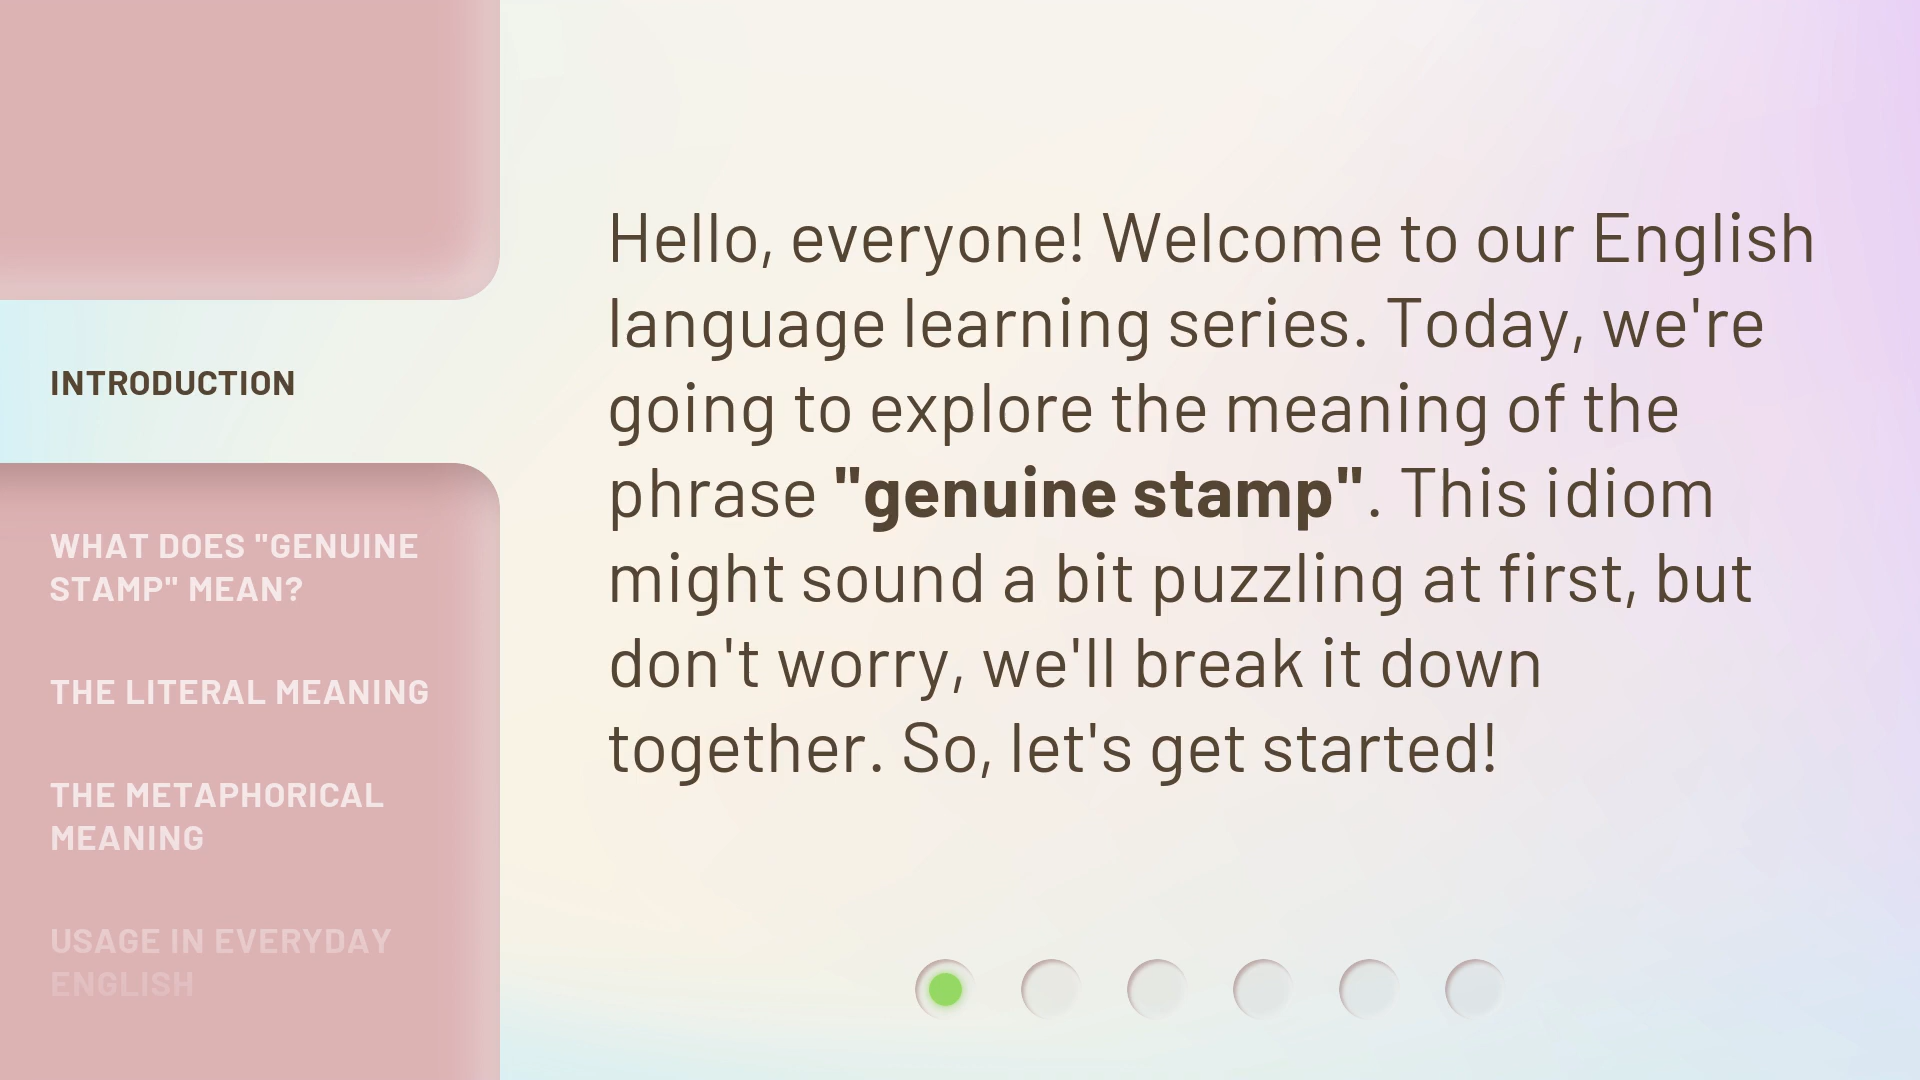 INTRODUCTION
WHAT DOES "GENUINE
STAMP" MEAN?
THE LITERAL MEANING
THE METAPHORICAL
MEANING
USAGE IN EVERYDAY
ENGLISH
Hello, everyone! Welcome to our English
language learning series. Today, we're
going to explore the meaning of the
phrase "genuine stamp". This idiom
might sound a bit puzzling at first, but
don't worry, we'll break it down
together. So, let's get started!